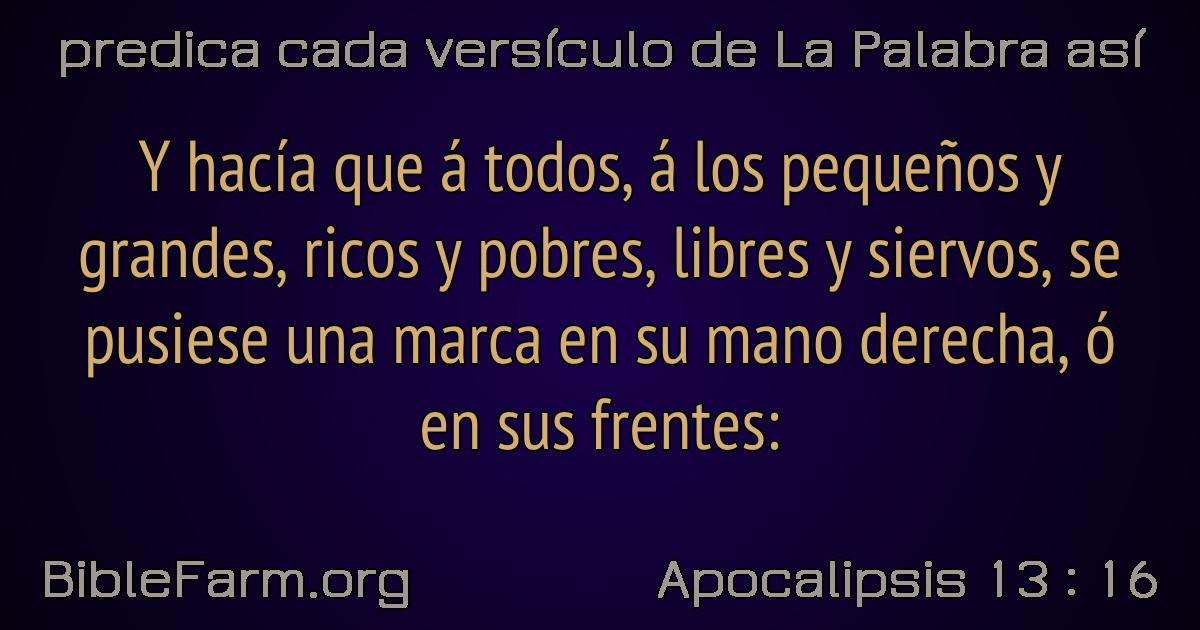 predica cada versículo de La Palabra así
Y hacía que á todos, á los pequeños y
grandes, ricos y pobres, libres y siervos, se
pusiese una marca en su mano derecha, ó
en sus frentes:
BibleFarm.org
Apocalipsis 13 : 16